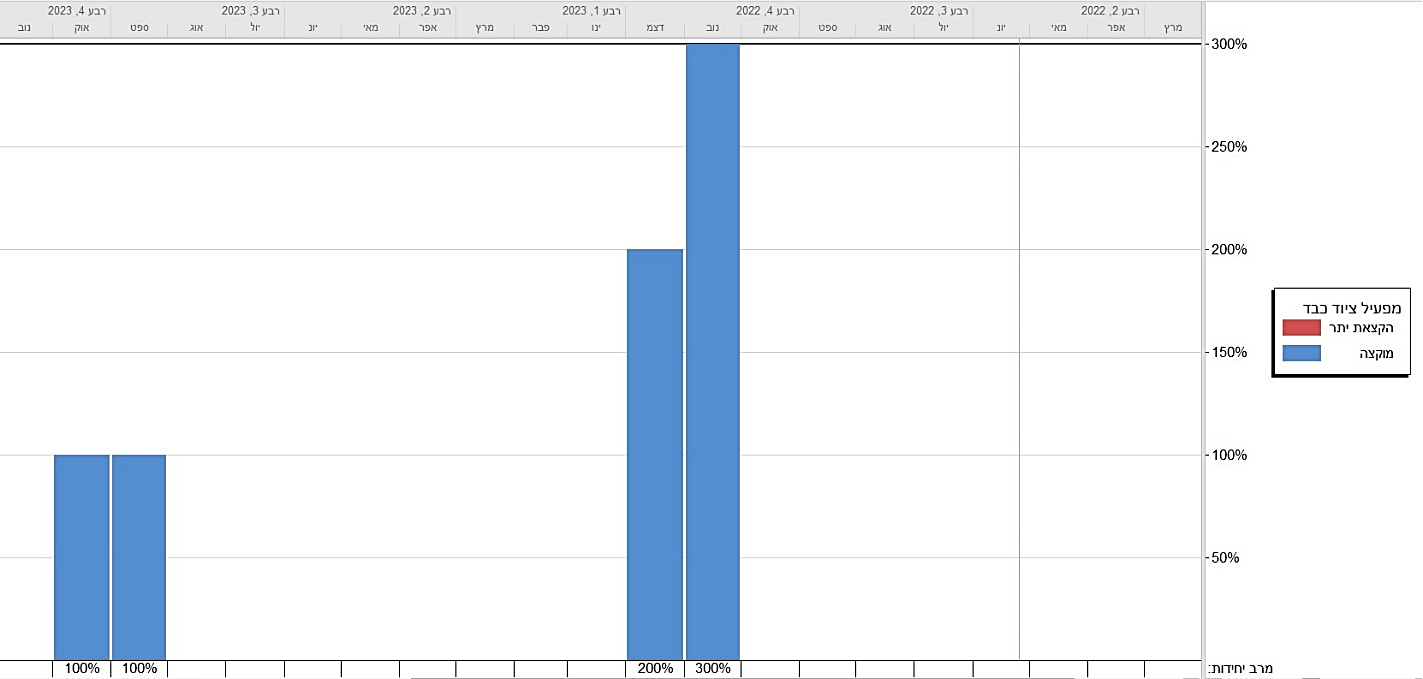 רבע 2, 2022 רבע 3, 2022 רבע 4, 2022 רבע 1, 2023 רבע 2, 2023 רבע 3, 2023 רבע 4, 2023
מרץ אפר מאי יונ יול אוג ספט אוק נוב דצמ ינו פבר מרץ אפר מאי יונ יול אוג ספט אוק נוב
300%
250%
200%
150%
100%
50%
מפעיל ציוד כבד
הקצאת יתר
מוקצה
מרב יחידות: 300% 200% 100% 100%